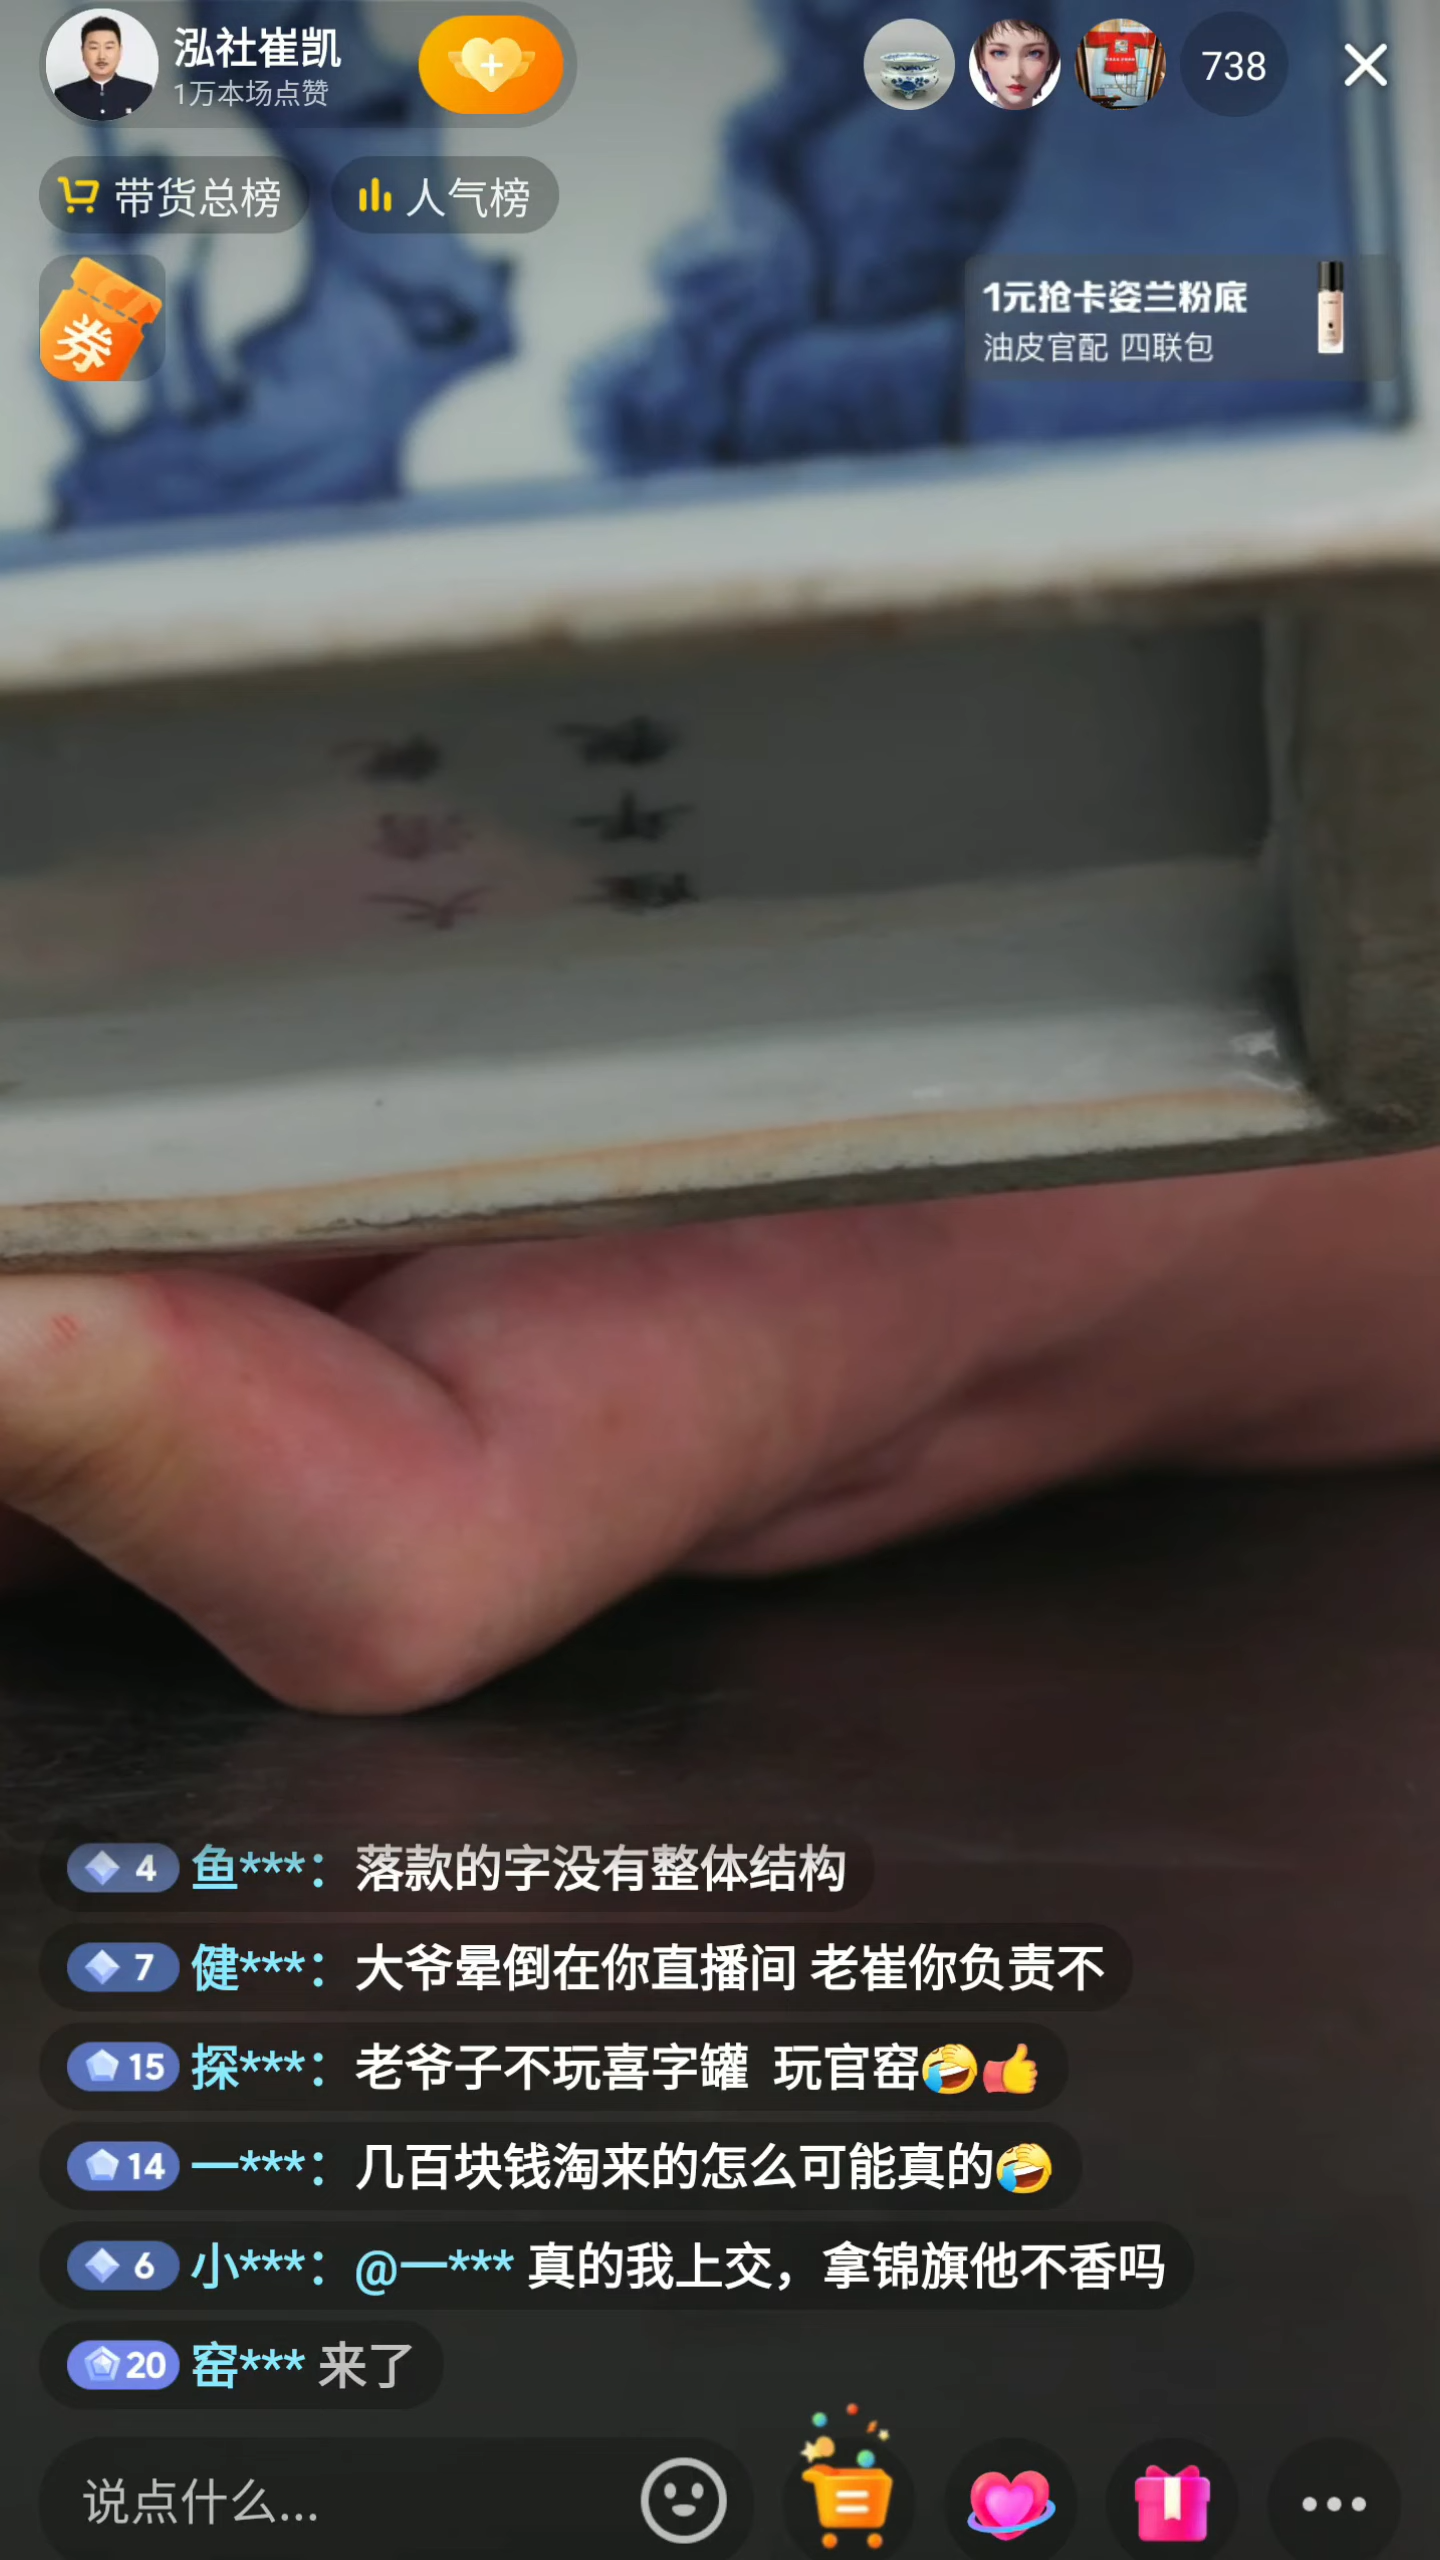 泓社崔凯
1万本场点赞
738
带货总榜
人气榜
券
1元抢卡姿兰粉底
油皮官配 四联包
4 鱼***：落款的字没有整体结构
7 健***：大爷晕倒在你直播间 老崔你负责不
15 探***：老爷子不玩喜字罐 玩官窑🤣👍
14 一***：几百块钱淘来的怎么可能真的🤣
6 小***：@一*** 真的我上交，拿锦旗他不香吗
20 窑*** 来了
说点什么...